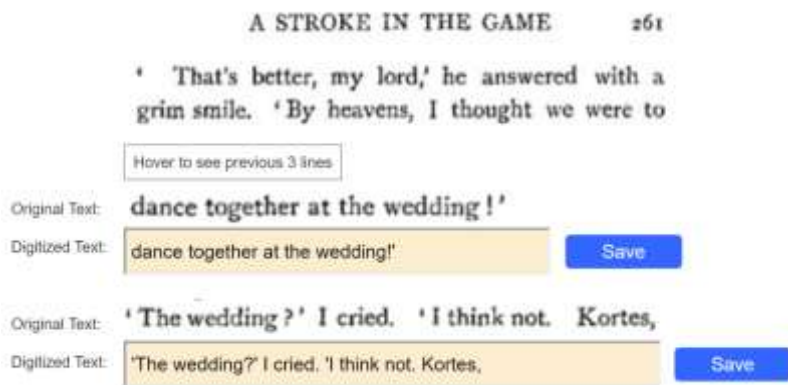 A STROKE IN THE GAME 261
' That's better, my lord,' he answered with a
grim smile. 'By heavens, I thought we were to
Hover to see previous 3 lines
Original Text: dance together at the wedding !'
Digitized Text: dance together at the wedding!' Save
Original Text: 'The wedding ?' I cried. 'I think not. Kortes,
Digitized Text: 'The wedding?' I cried. 'I think not. Kortes, Save